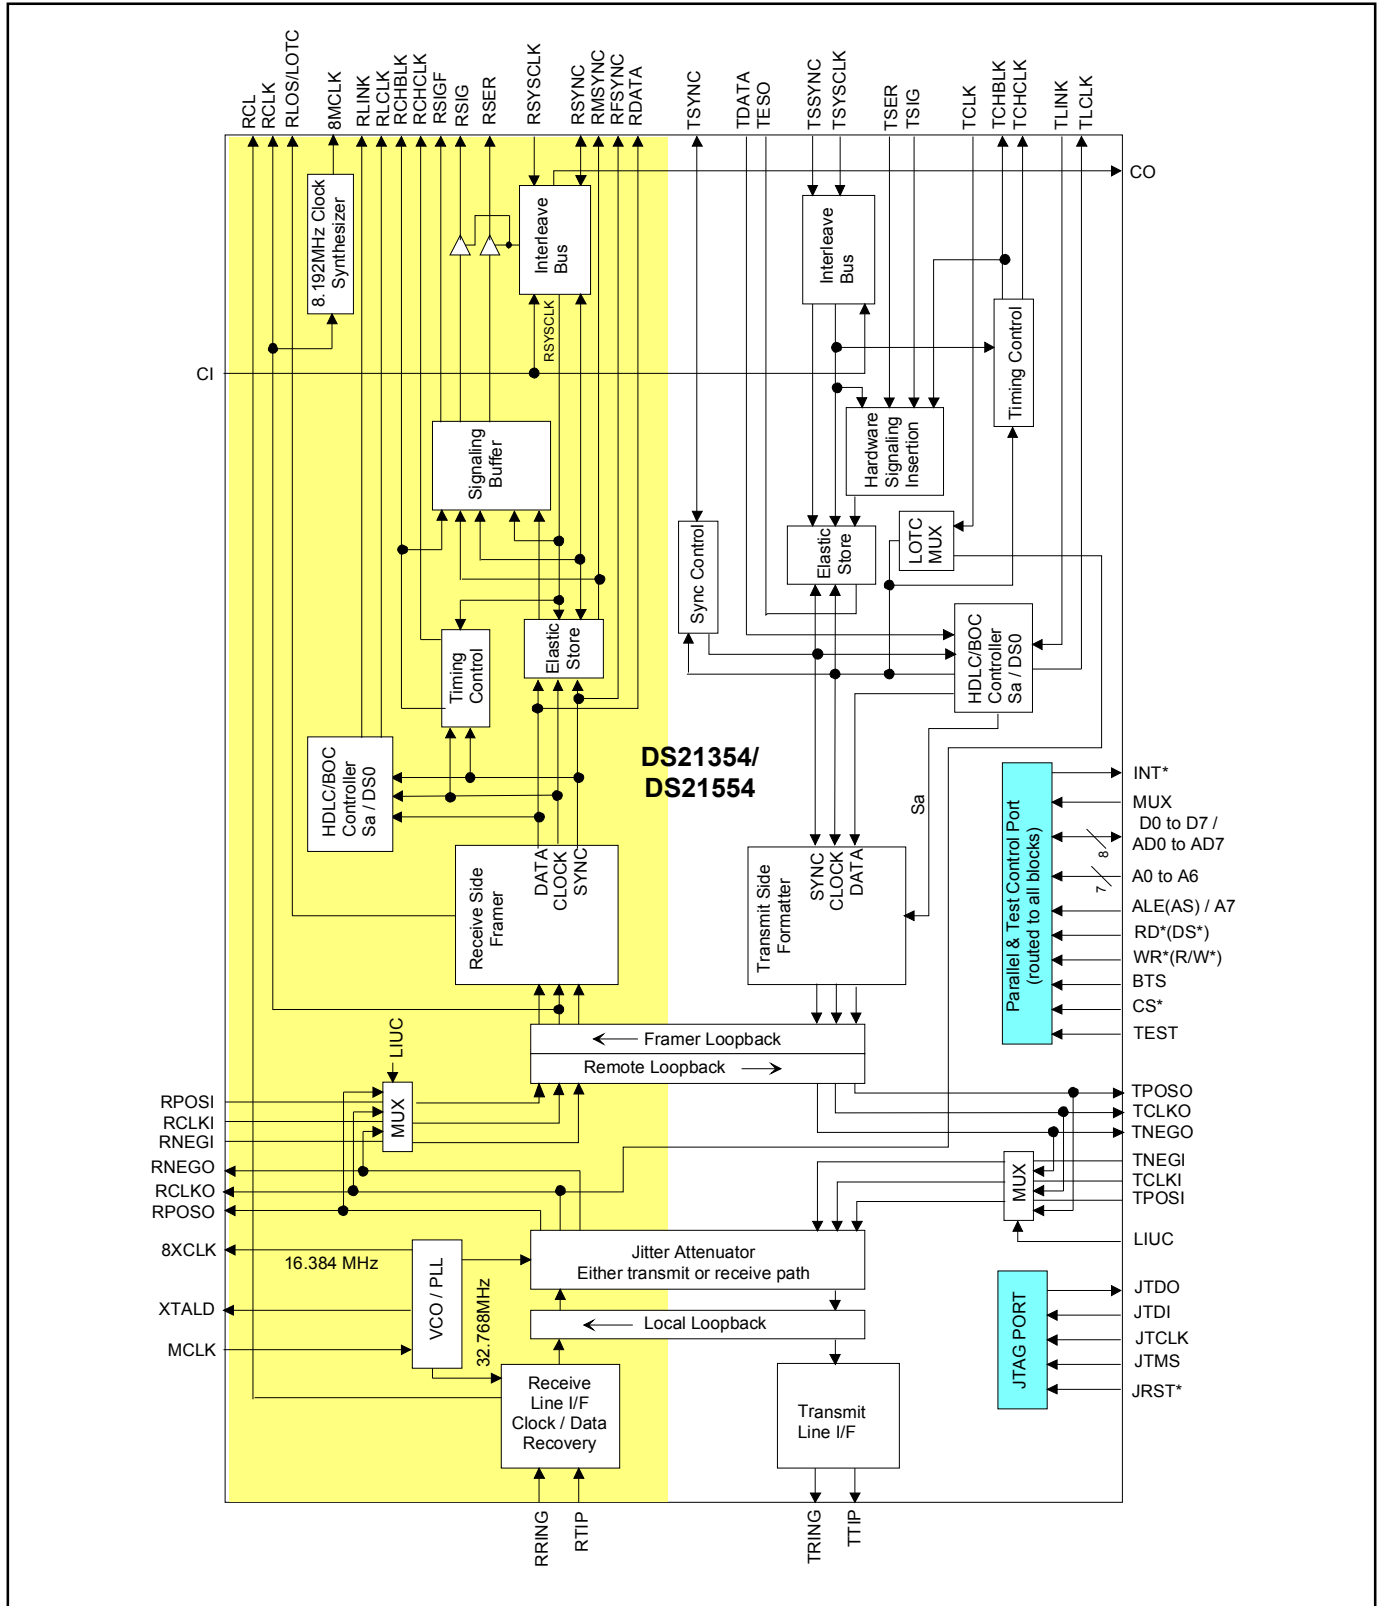 RCL
RCLK
RLOS/LOTC
8MCLK
RLINK
RLCLK
RCHBLK
RCHCLK
RSIGF
RSIG
RSER
RSYSCLK
RSYNC
RMSYNC
RFSYNC
RDATA
TSYNC
TDATA
TESO
TSSYNC
TSYSCLK
TSER
TSIG
TCLK
TCHBLK
TCHCLK
TLINK
TLCLK
CO
8.192MHz Clock
Synthesizer
Interleave
Bus
RSYSCLK
Interleave
Bus
Timing Control
CI
Signaling
Buffer
Hardware
Signaling
Insertion
LOTC
MUX
Sync Control
Elastic
Store
Elastic
Store
Timing
Control
HDLC/BOC
Controller
Sa / DS0
HDLC/BOC
Controller
Sa / DS0
DS21354/
DS21554
Sa
Receive Side
Framer
DATA
CLOCK
SYNC
Transmit Side
Formatter
SYNC
CLOCK
DATA
Parallel & Test Control Port
(routed to all blocks)
INT*
MUX
D0 to D7 /
AD0 to AD7
8
A0 to A6
7
ALE(AS) / A7
RD*(DS*)
WR*(R/W*)
BTS
CS*
TEST
Framer Loopback
Remote Loopback
LIUC
MUX
RPOSI
RCLKI
RNEGI
RNEGO
RCLKO
RPOSO
TPOSO
TCLKO
TNEGO
TNEGI
TCLKI
TPOSI
MUX
LIUC
8XCLK
16.384 MHz
XTALD
MCLK
VCO / PLL
32.768MHz
Jitter Attenuator
Either transmit or receive path
Local Loopback
Receive
Line I/F
Clock / Data
Recovery
Transmit
Line I/F
JTAG PORT
JTDO
JTDI
JTCLK
JTMS
JRST*
RRING
RTIP
TRING
TTIP